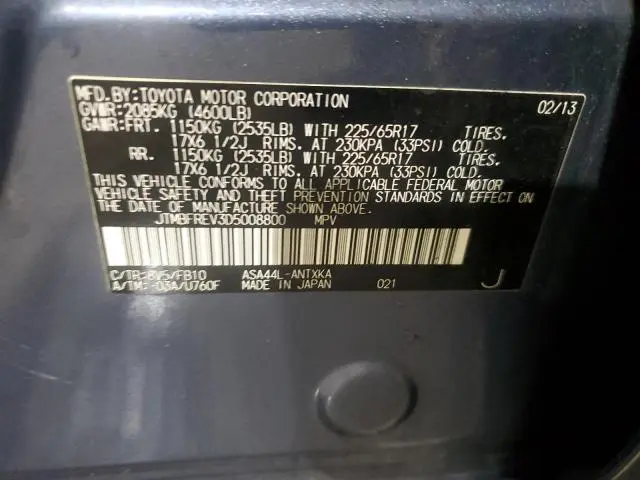 MFD.BY:TOYOTA MOTOR CORPORATION 02/13
GVWR:2085KG (4600LB)
GAWR:FRT. 1150KG (2535LB) WITH 225/65R17 TIRES.
17X6 1/2J RIMS. AT 230KPA (33PSI) COLD.
RR. 1150KG (2535LB) WITH 225/65R17 TIRES.
17X6 1/2J RIMS. AT 230KPA (33PSI) COLD.
THIS VEHICLE CONFORMS TO ALL APPLICABLE FEDERAL MOTOR
VEHICLE SAFETY AND THEFT PREVENTION STANDARDS IN EFFECT ON
THE DATE OF MANUFACTURE SHOWN ABOVE.
JTMBFREV3D5008800 MPV
C/TR:8V5/FB10 ASA44L-ANTXKA
A/TM:-03A/U760F MADE IN JAPAN 021 J